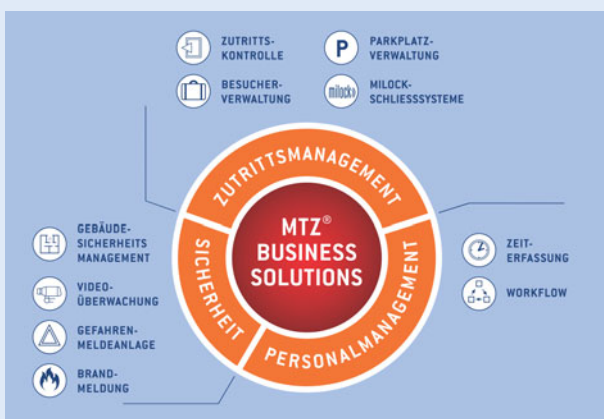 ZUTRITTS-
KONTROLLE
P
PARKPLATZ-
VERWALTUNG
BESUCHER-
VERWALTUNG
milock
MILOCK-
SCHLIESSSYSTEME
ZUTRITTSMANAGEMENT
MTZ®
BUSINESS
SOLUTIONS
SICHERHEIT
PERSONALMANAGEMENT
GEBÄUDE-
SICHERHEITS
MANAGEMENT
VIDEO-
ÜBERWACHUNG
GEFAHREN-
MELDEANLAGE
BRAND-
MELDUNG
ZEIT-
ERFASSUNG
WORKFLOW